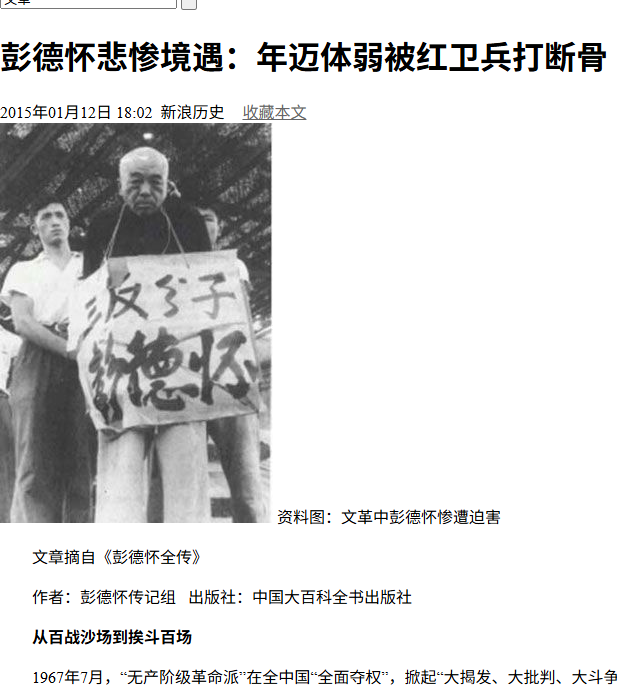 文章
彭德怀悲惨境遇：年迈体弱被红卫兵打断骨
2015年01月12日 18:02 新浪历史 收藏本文
反分子
彭德怀
资料图：文革中彭德怀惨遭迫害
文章摘自《彭德怀全传》
作者：彭德怀传记组 出版社：中国大百科全书出版社
从百战沙场到挨斗百场
1967年7月，“无产阶级革命派”在全中国“全面夺权”，掀起“大揭发、大批判、大斗争